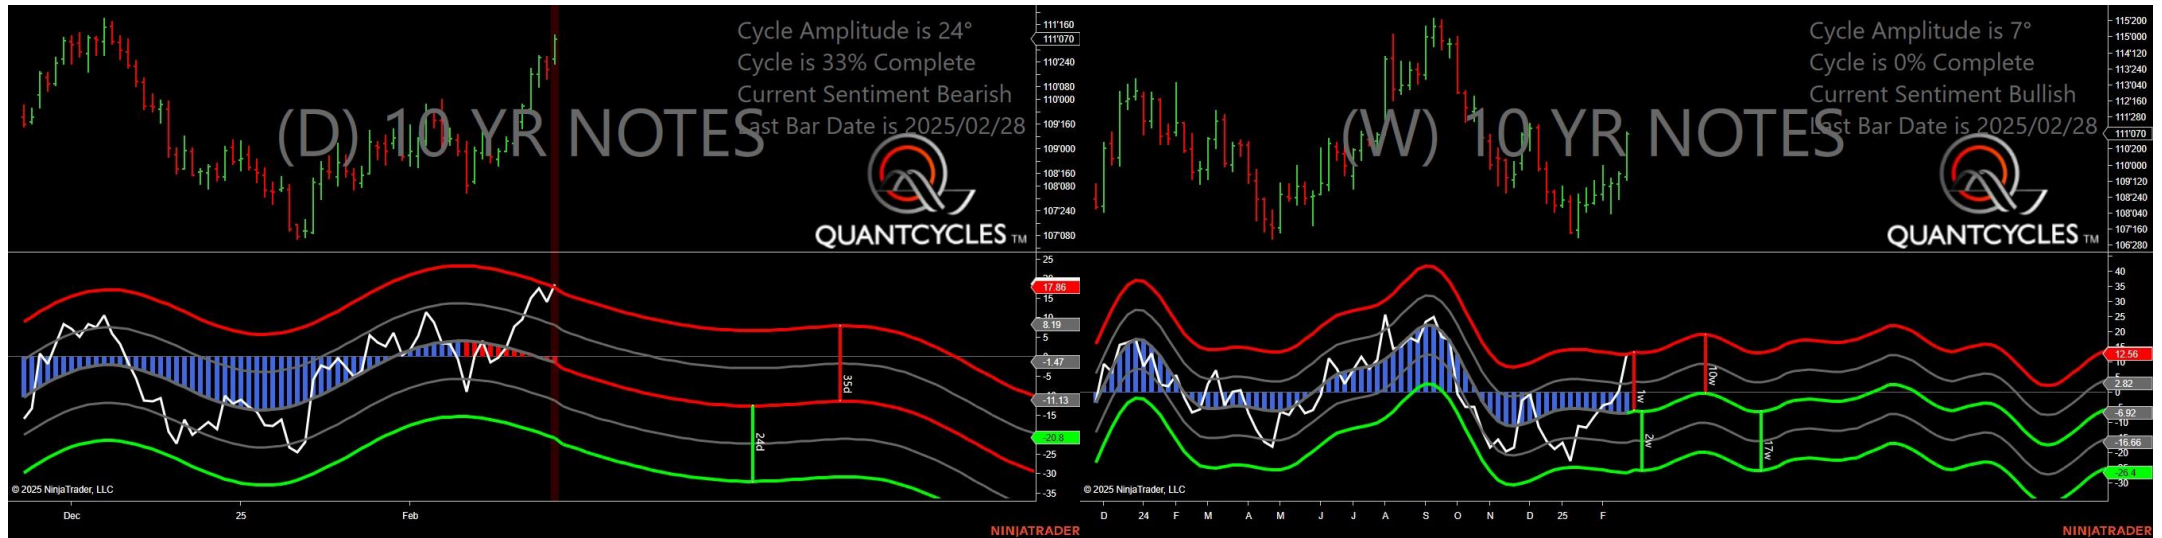 Cycle Amplitude is 24°
Cycle is 33% Complete
Current Sentiment Bearish
Last Bar Date is 2025/02/28
(D) 10 YR NOTES
QUANTCYCLES TM
111'160
111'070
110'240
110'080
110'000
109'160
109'000
108'160
108'080
107'240
107'080
25
17.86
15
8.19
5
-1.47
-5
-11.13
-15
-20.8
-25
-30
-35
35d
24d
© 2025 NinjaTrader, LLC
Dec
25
Feb
NINJATRADER
Cycle Amplitude is 7°
Cycle is 0% Complete
Current Sentiment Bullish
Last Bar Date is 2025/02/28
(W) 10 YR NOTES
QUANTCYCLES TM
115'200
115'000
114'120
113'240
113'040
112'160
111'280
111'070
110'200
110'000
109'120
108'240
108'040
107'160
106'280
40
35
30
25
20
12.56
10
5
2.82
0
-6.92
-10
-16.66
-26.4
-30
1w
10w
2w
17w
© 2025 NinjaTrader, LLC
D
24
F
M
A
M
J
J
A
S
O
N
D
25
F
NINJATRADER